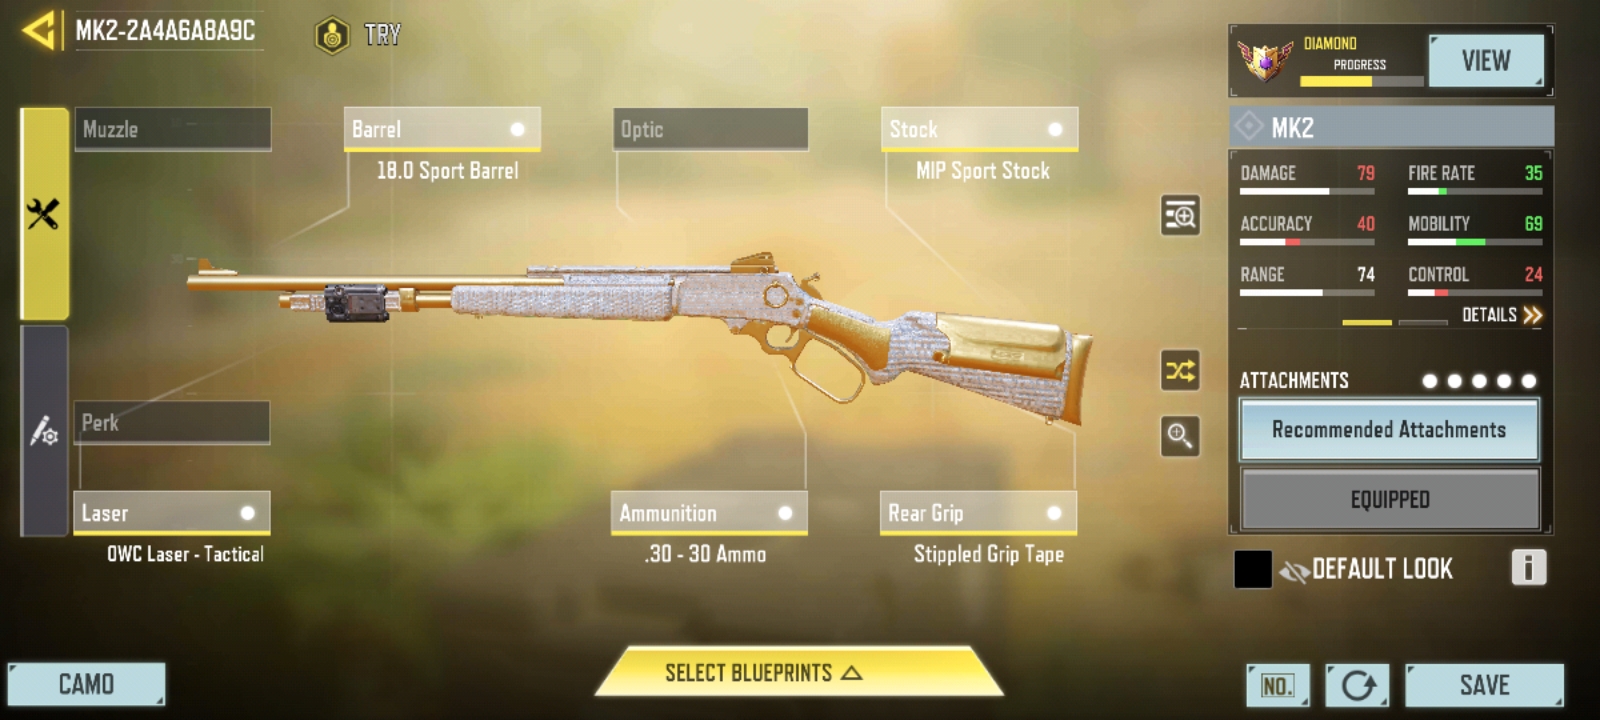 MK2-2A4A6A8A9C
TRY
DIAMOND
PROGRESS
VIEW
Muzzle
Barrel
18.0 Sport Barrel
Optic
Stock
MIP Sport Stock
MK2
DAMAGE 79
FIRE RATE 35
ACCURACY 40
MOBILITY 69
RANGE 74
CONTROL 24
DETAILS
ATTACHMENTS
Recommended Attachments
EQUIPPED
Perk
Laser
OWC Laser - Tactical
Ammunition
.30 - 30 Ammo
Rear Grip
Stippled Grip Tape
DEFAULT LOOK
CAMO
SELECT BLUEPRINTS
NO.
SAVE